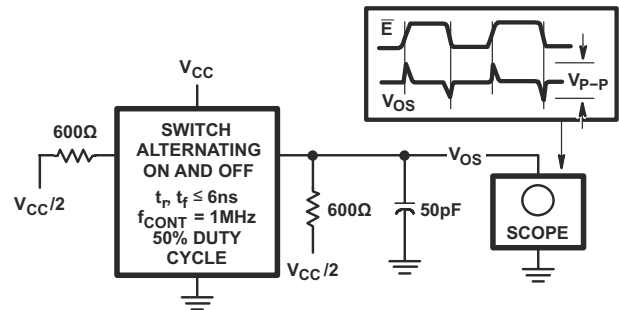 E̅
V_P–P
V_OS
V_CC
600Ω
SWITCH
ALTERNATING
ON AND OFF
t_r, t_f ≤ 6ns
f_CONT = 1MHz
50% DUTY
CYCLE
V_CC/2
V_OS
600Ω
50pF
SCOPE
V_CC/2